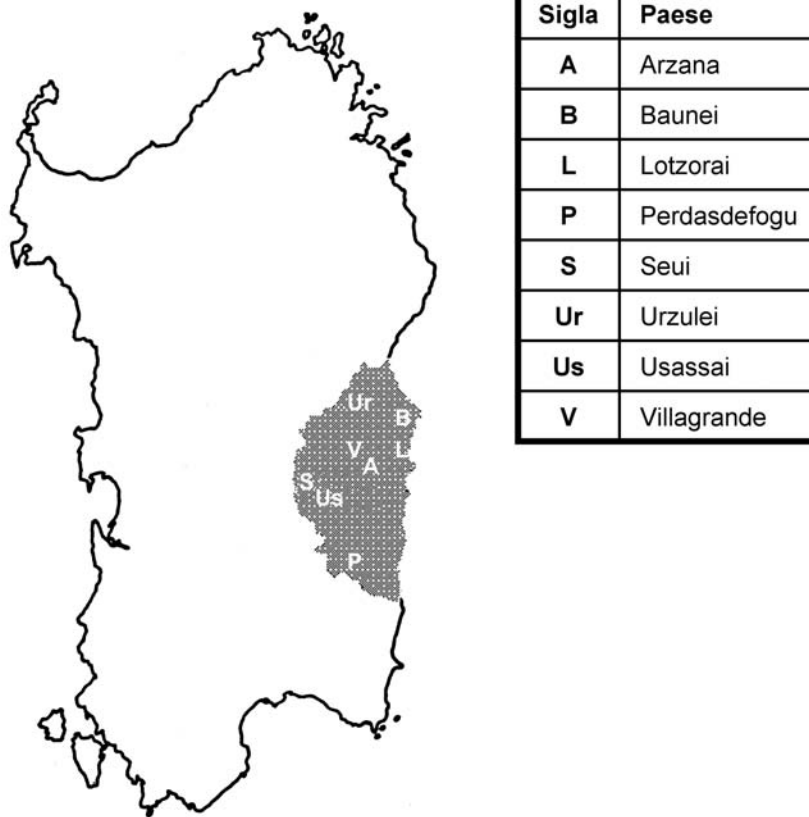 Sigla Paese
A Arzana
B Baunei
L Lotzorai
P Perdasdefogu
S Seui
Ur Urzulei
Us Usassai
V Villagrande
Ur
B
V
L
A
S
Us
P